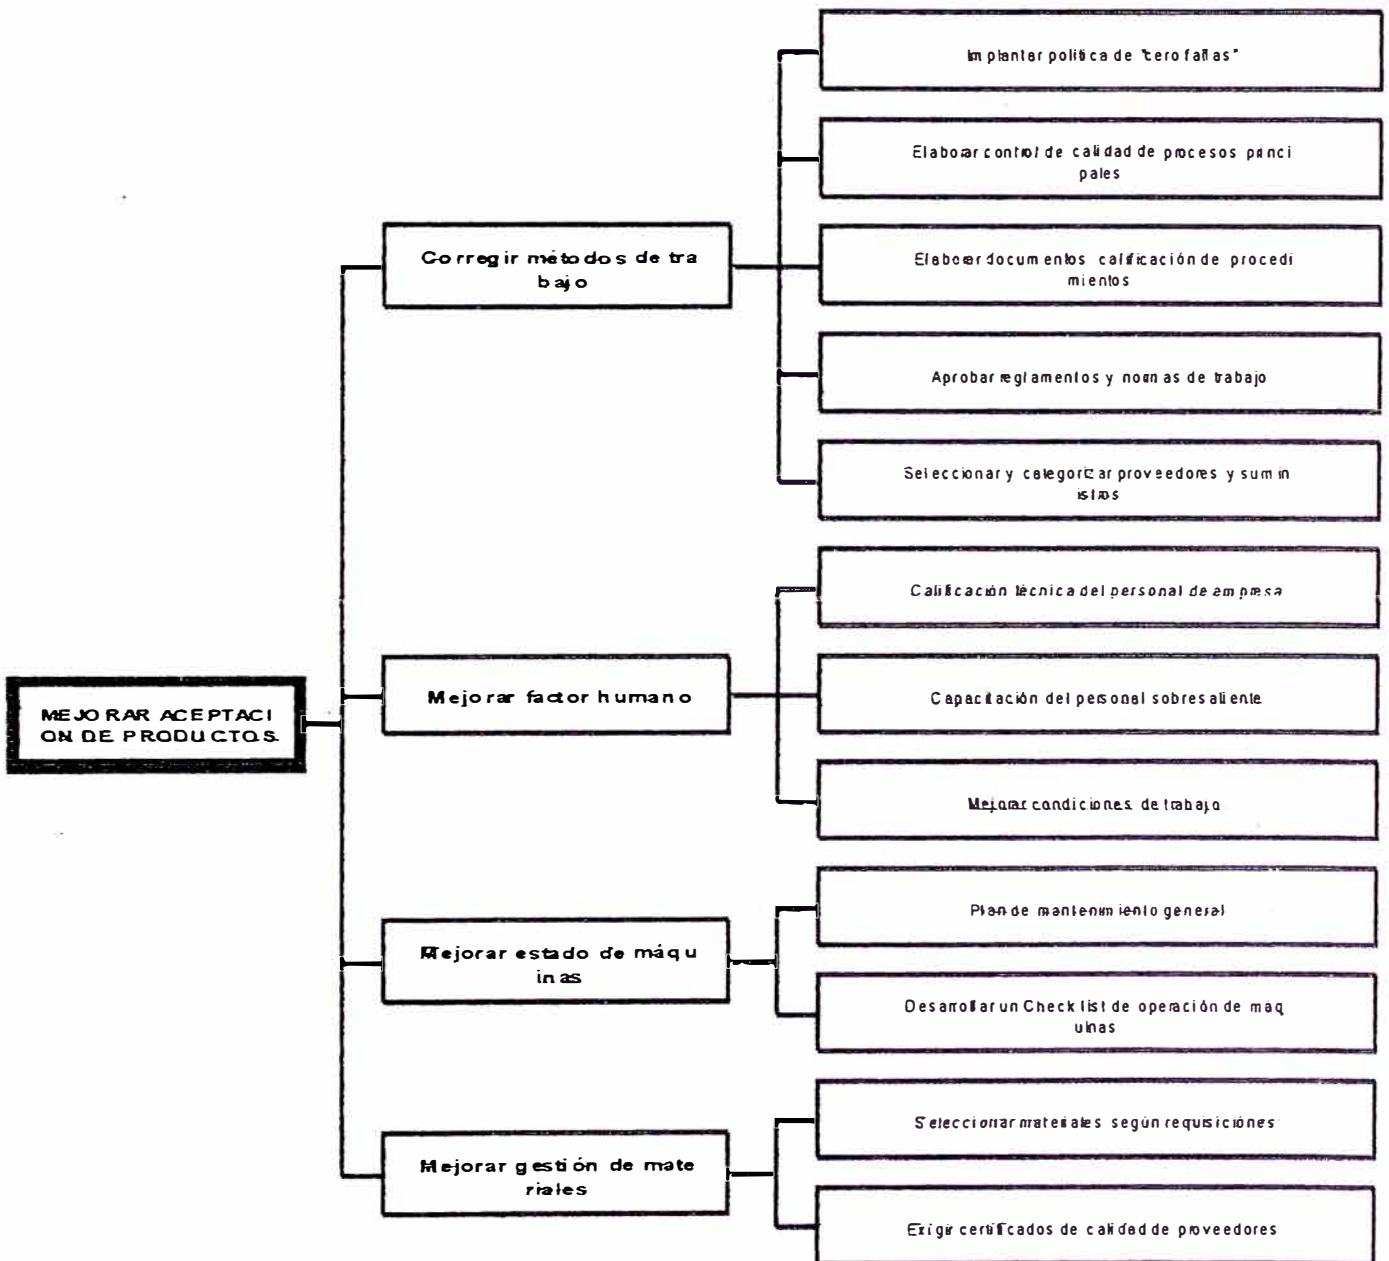 Implantar política de "cero fallas"
Elaborar control de calidad de procesos princi
pales
Corregir métodos de tra
bajo
Elaborar documentos calificación de procedi
mientos
Aprobar reglamentos y normas de trabajo
Seleccionar y categorizar proveedores y sumin
istros
Calificación técnica del personal de empresa
MEJORAR ACEPTACI
ON DE PRODUCTOS.
Mejorar factor humano
Capacitación del personal sobresaliente
Mejorar condiciones de trabajo
Mejorar estado de máqu
inas
Plan de mantenimiento general
Desarrollar un Check list de operación de maq
uinas
Mejorar gestión de mate
riales
Seleccionar materiales según requisiciónes
Exigir certificados de calidad de proveedores